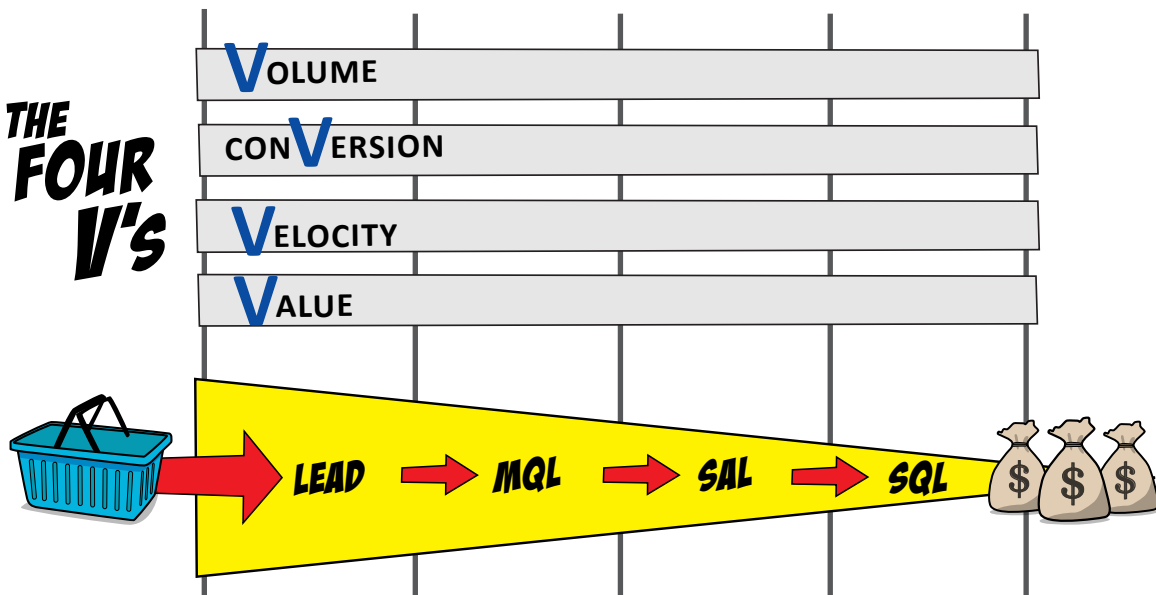 THE
FOUR
V'S
VOLUME
CONVERSION
VELOCITY
VALUE
LEAD
MQL
SAL
SQL
$
$
$